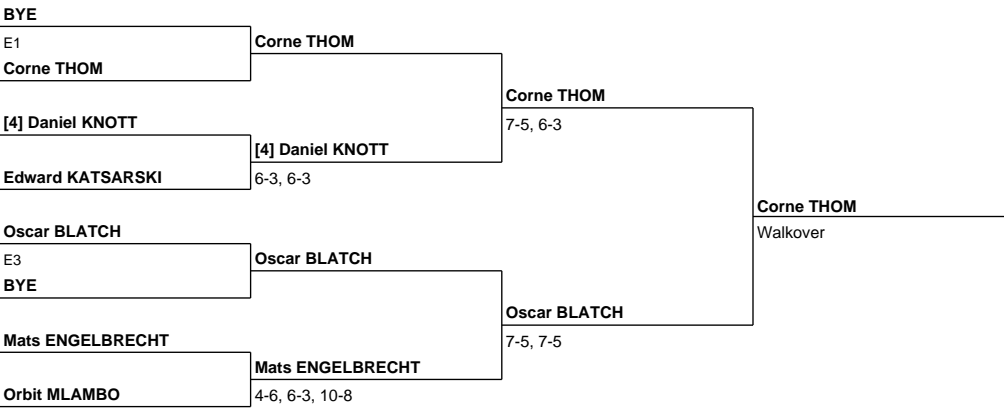 BYE
E1
Corne THOM
Corne THOM
[4] Daniel KNOTT
Edward KATSARSKI
[4] Daniel KNOTT
6-3, 6-3
Corne THOM
7-5, 6-3
Oscar BLATCH
E3
BYE
Oscar BLATCH
Mats ENGELBRECHT
Orbit MLAMBO
Mats ENGELBRECHT
4-6, 6-3, 10-8
Oscar BLATCH
7-5, 7-5
Corne THOM
Walkover